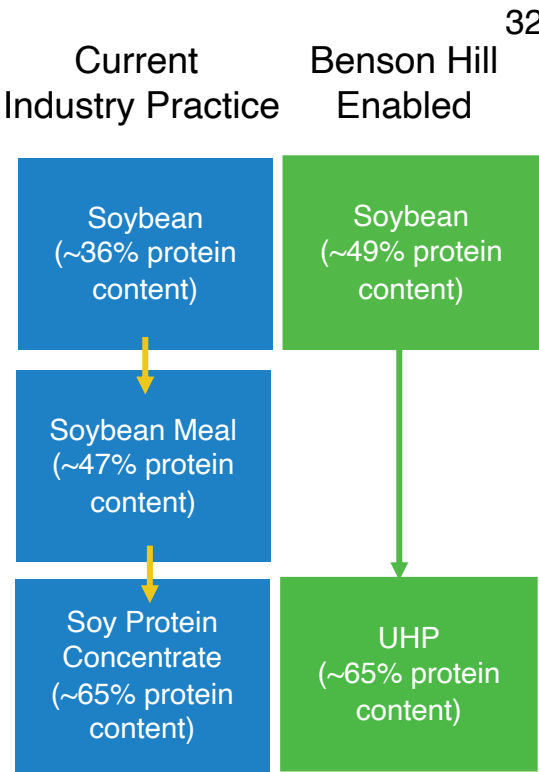 32
Current
Industry Practice
Benson Hill
Enabled
Soybean
(~36% protein
content)
Soybean
(~49% protein
content)
Soybean Meal
(~47% protein
content)
Soy Protein
Concentrate
(~65% protein
content)
UHP
(~65% protein
content)